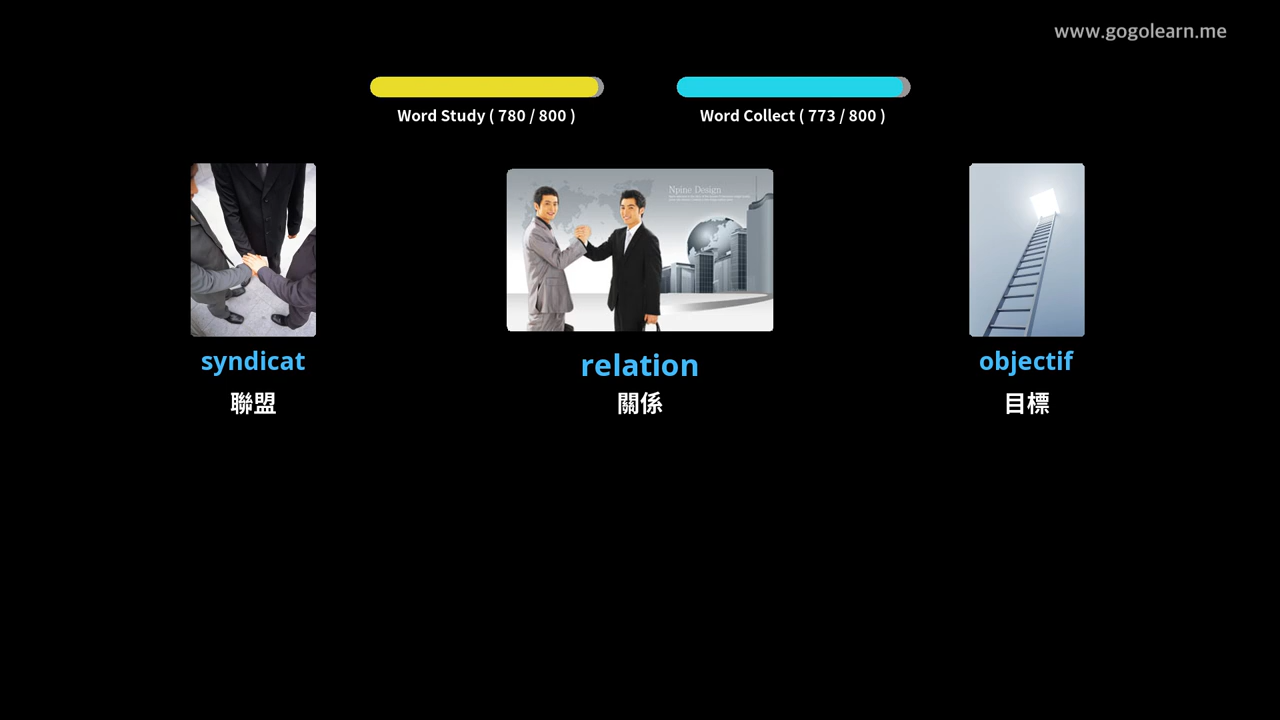 www.gogolearn.me
Word Study ( 780 / 800 )
Word Collect ( 773 / 800 )
Npine Design
syndicat
聯盟
relation
關係
objectif
目標